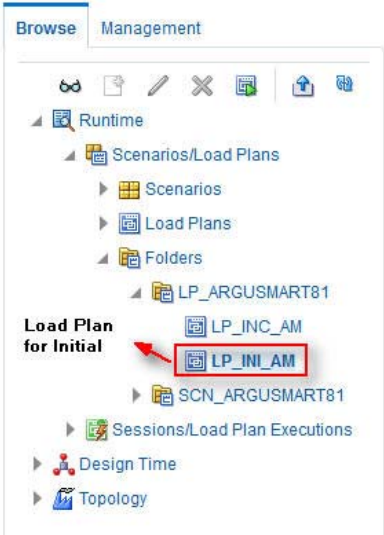 Browse Management
Runtime
Scenarios/Load Plans
Scenarios
Load Plans
Folders
LP_ARGUSMART81
LP_INC_AM
Load Plan
for Initial
LP_INI_AM
SCN_ARGUSMART81
Sessions/Load Plan Executions
Design Time
Topology